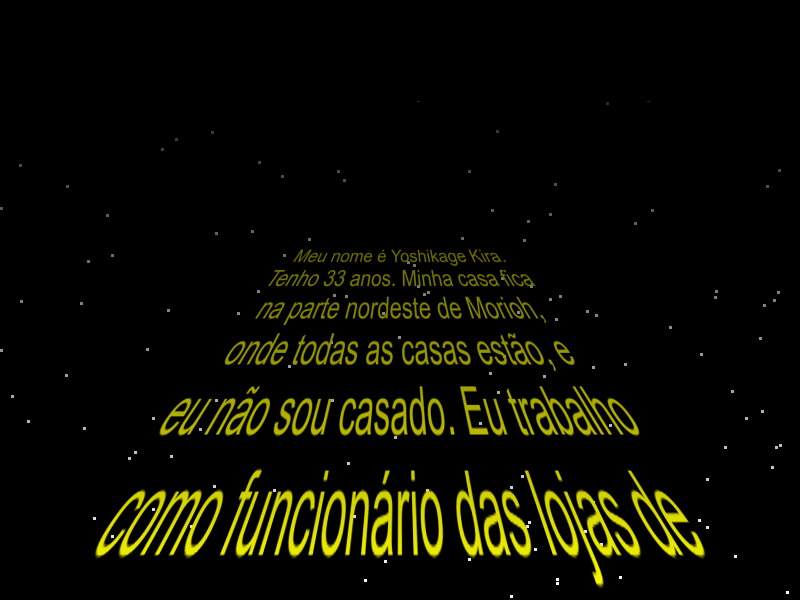 Meu nome é Yoshikage Kira.
Tenho 33 anos. Minha casa fica
na parte nordeste de Morioh,
onde todas as casas estão, e
eu não sou casado. Eu trabalho
como funcionário das lojas de